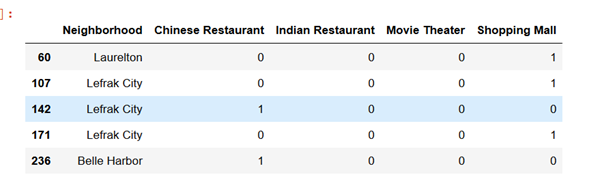 ]:
Neighborhood Chinese Restaurant Indian Restaurant Movie Theater Shopping Mall
60 Laurelton 0 0 0 1
107 Lefrak City 0 0 0 1
142 Lefrak City 1 0 0 0
171 Lefrak City 0 0 0 1
236 Belle Harbor 1 0 0 0